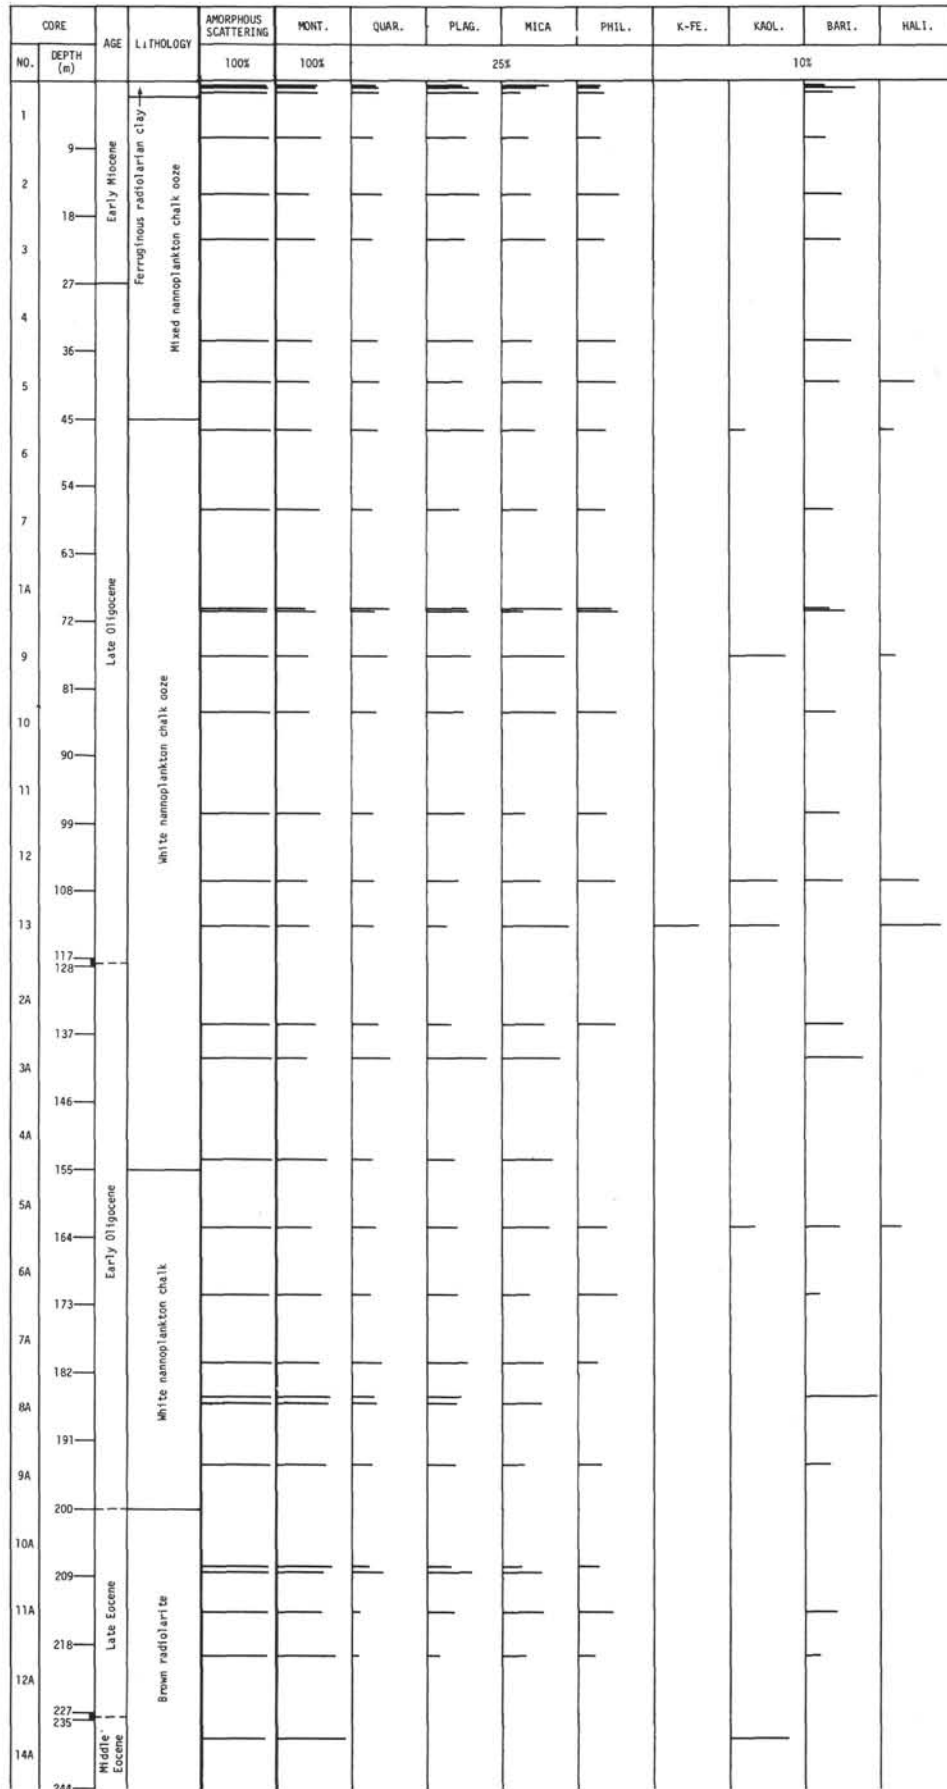 CORE
AGE
LITHOLOGY
AMORPHOUS SCATTERING
MONT.
QUAR.
PLAG.
MICA
PHIL.
K-FE.
KAOL.
BARI.
HALI.
NO.
DEPTH (m)
100%
100%
25%
10%
1
9
2
18
3
27
4
36
5
45
6
54
7
63
1A
72
9
81
10
90
11
99
12
108
13
117
128
2A
137
3A
146
4A
155
5A
164
6A
173
7A
182
8A
191
9A
200
10A
209
11A
218
12A
227
235
14A
244
Early Miocene
Late Oligocene
Early Oligocene
Late Eocene
Middle Eocene
Ferruginous radiolarian clay
Mixed nannoplankton chalk ooze
White nannoplankton chalk ooze
White nannoplankton chalk
Brown radiolarite